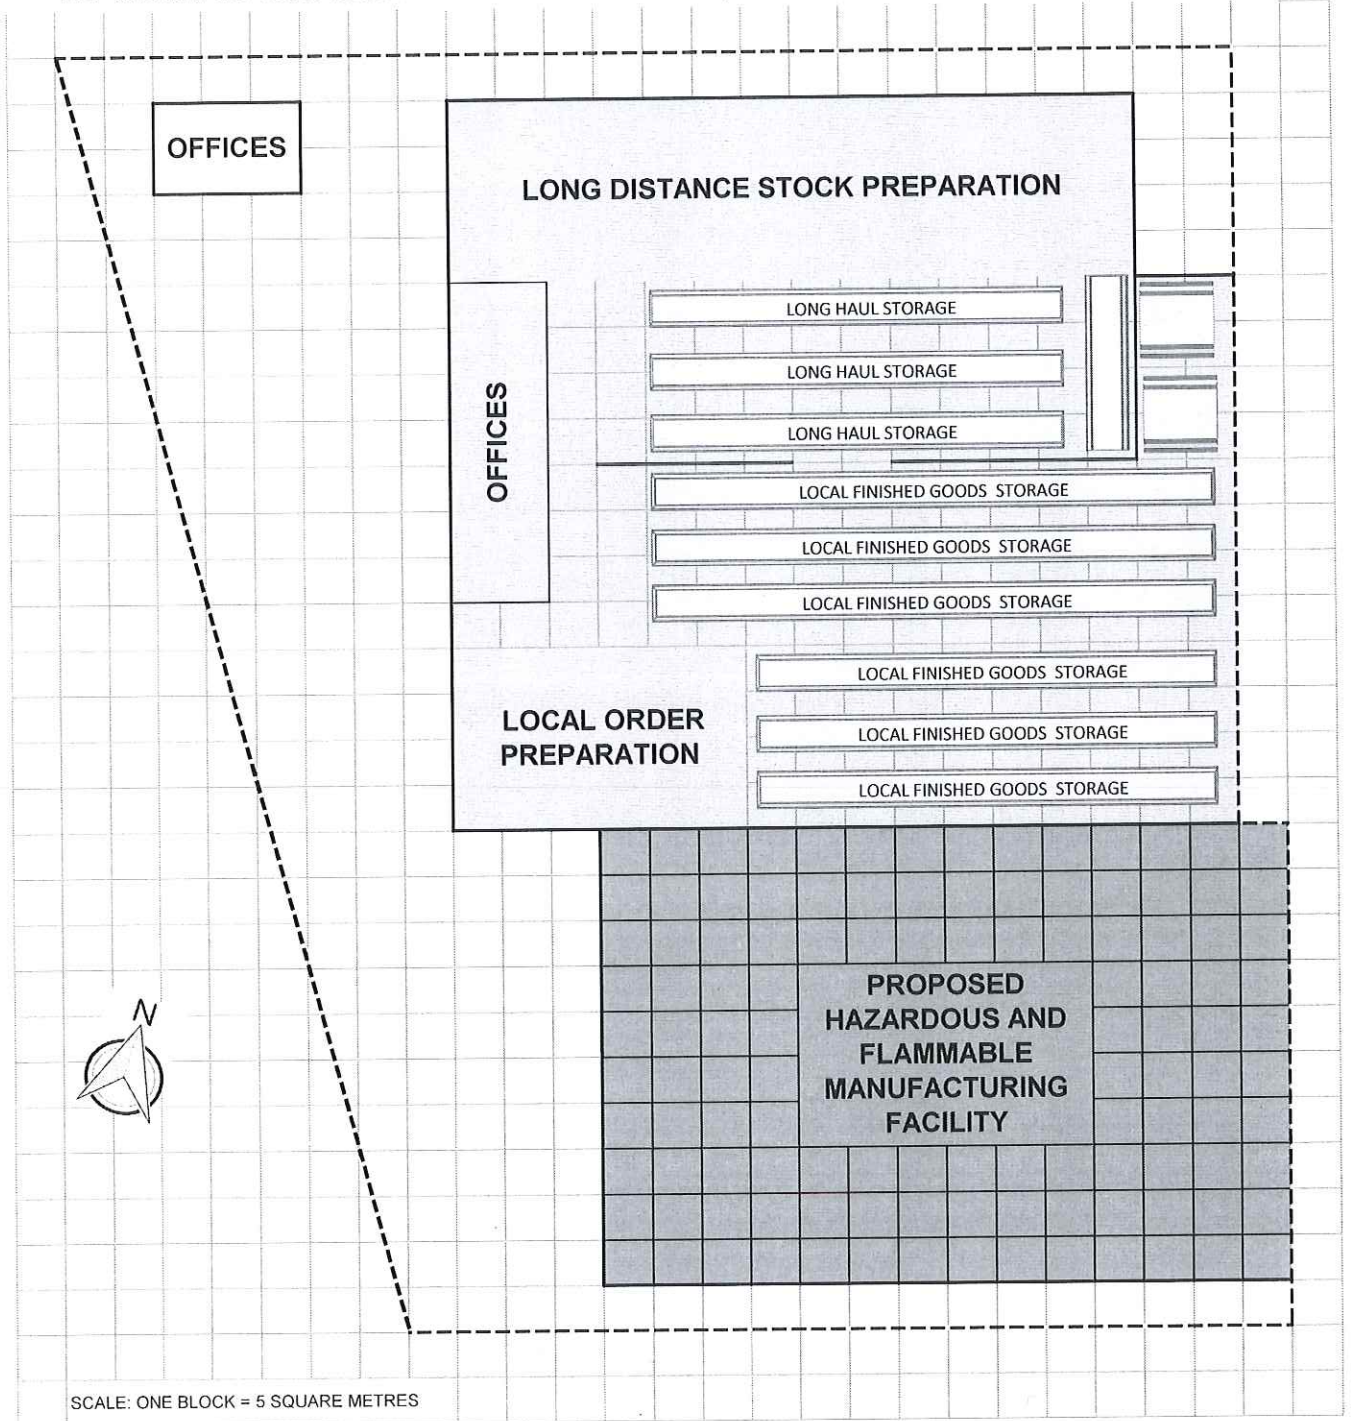 OFFICES
LONG DISTANCE STOCK PREPARATION
LONG HAUL STORAGE
LONG HAUL STORAGE
LONG HAUL STORAGE
OFFICES
LOCAL FINISHED GOODS STORAGE
LOCAL FINISHED GOODS STORAGE
LOCAL FINISHED GOODS STORAGE
LOCAL FINISHED GOODS STORAGE
LOCAL ORDER
PREPARATION
LOCAL FINISHED GOODS STORAGE
LOCAL FINISHED GOODS STORAGE
PROPOSED
HAZARDOUS AND
FLAMMABLE
MANUFACTURING
FACILITY
N
SCALE: ONE BLOCK = 5 SQUARE METRES